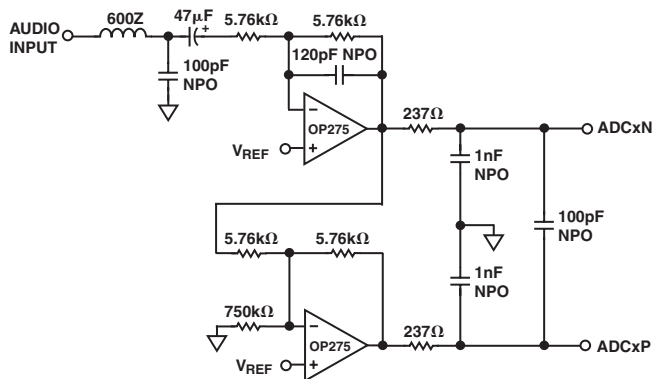 AUDIO
INPUT
600Z
47µF
+
5.76kΩ
5.76kΩ
120pF NPO
100pF
NPO
−
OP275
+
VREF
237Ω
ADCxN
1nF
NPO
100pF
NPO
1nF
NPO
5.76kΩ
5.76kΩ
750kΩ
−
OP275
+
VREF
237Ω
ADCxP